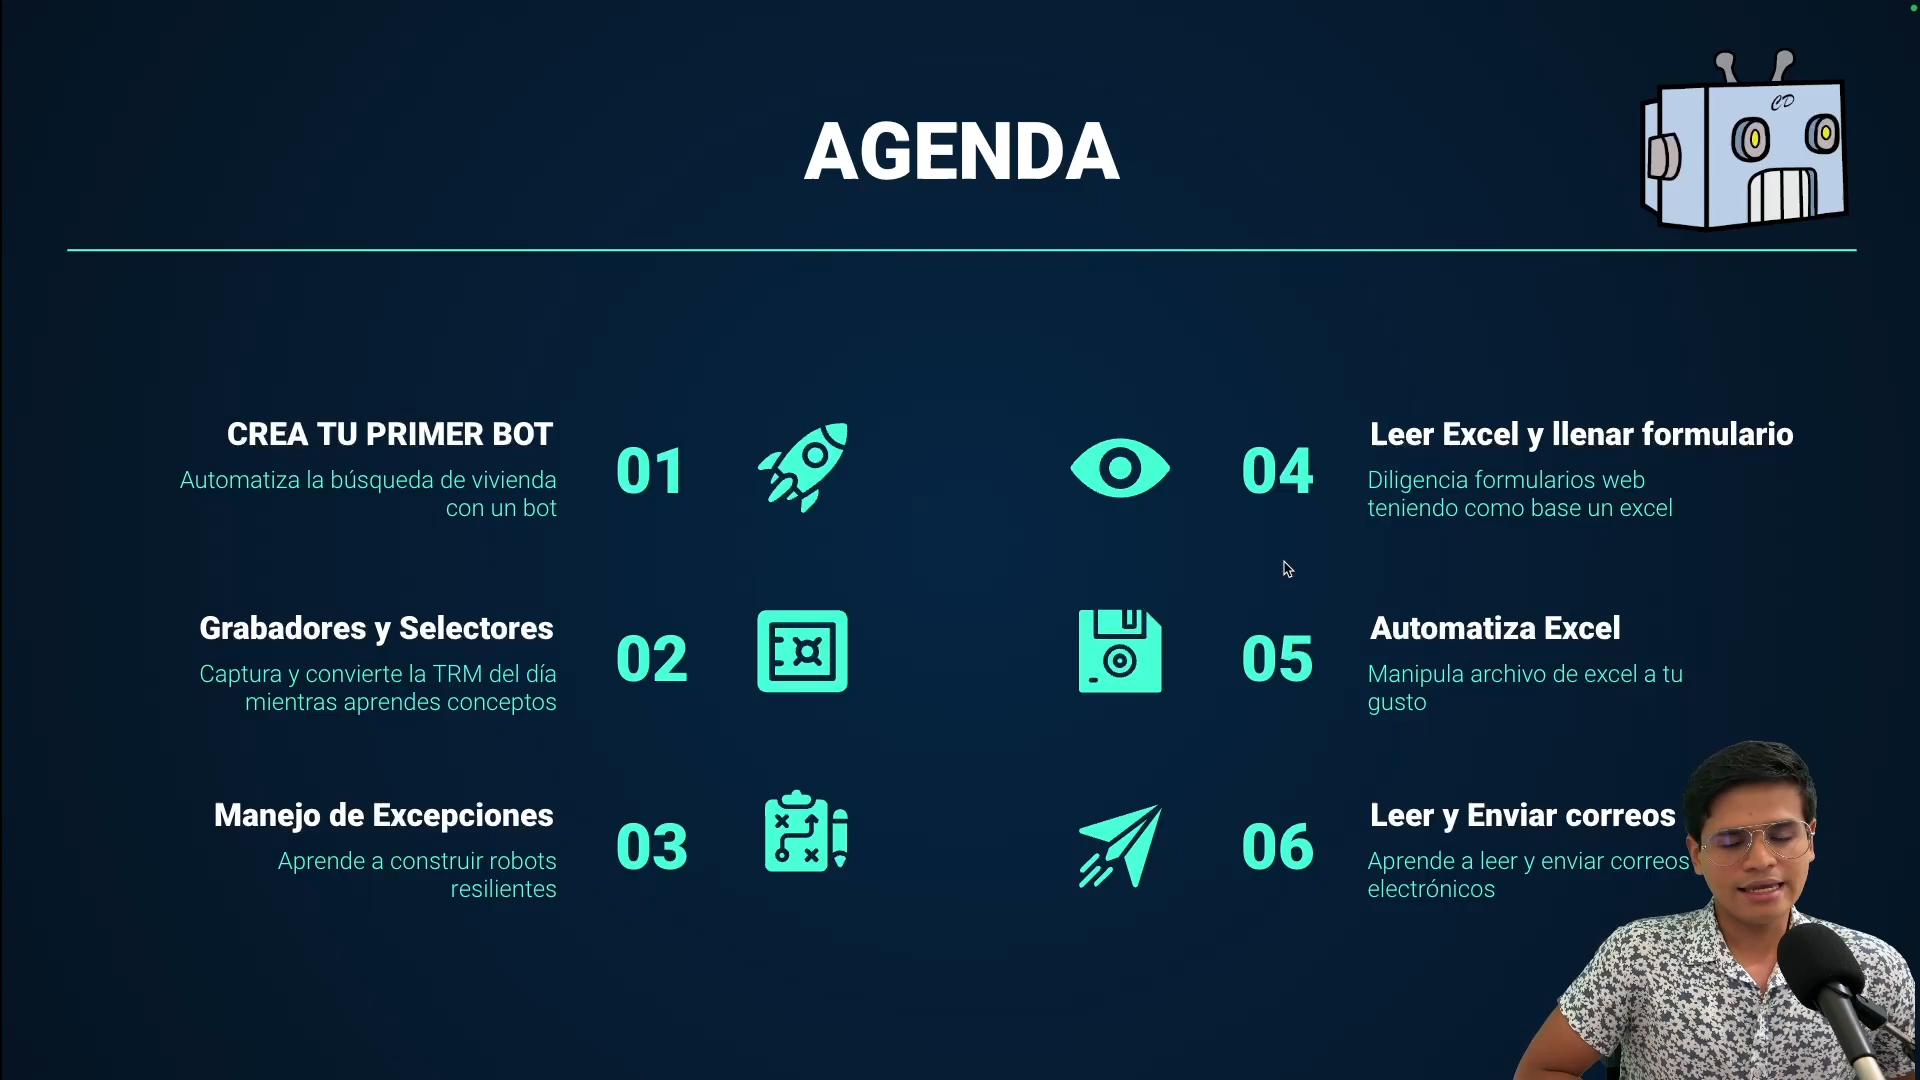 AGENDA
CD
CREA TU PRIMER BOT
Automatiza la búsqueda de vivienda
con un bot
01
Grabadores y Selectores
Captura y convierte la TRM del día
mientras aprendes conceptos
02
Manejo de Excepciones
Aprende a construir robots
resilientes
03
04
Leer Excel y llenar formulario
Diligencia formularios web
teniendo como base un excel
05
Automatiza Excel
Manipula archivo de excel a tu
gusto
06
Leer y Enviar correos
Aprende a leer y enviar correos
electrónicos